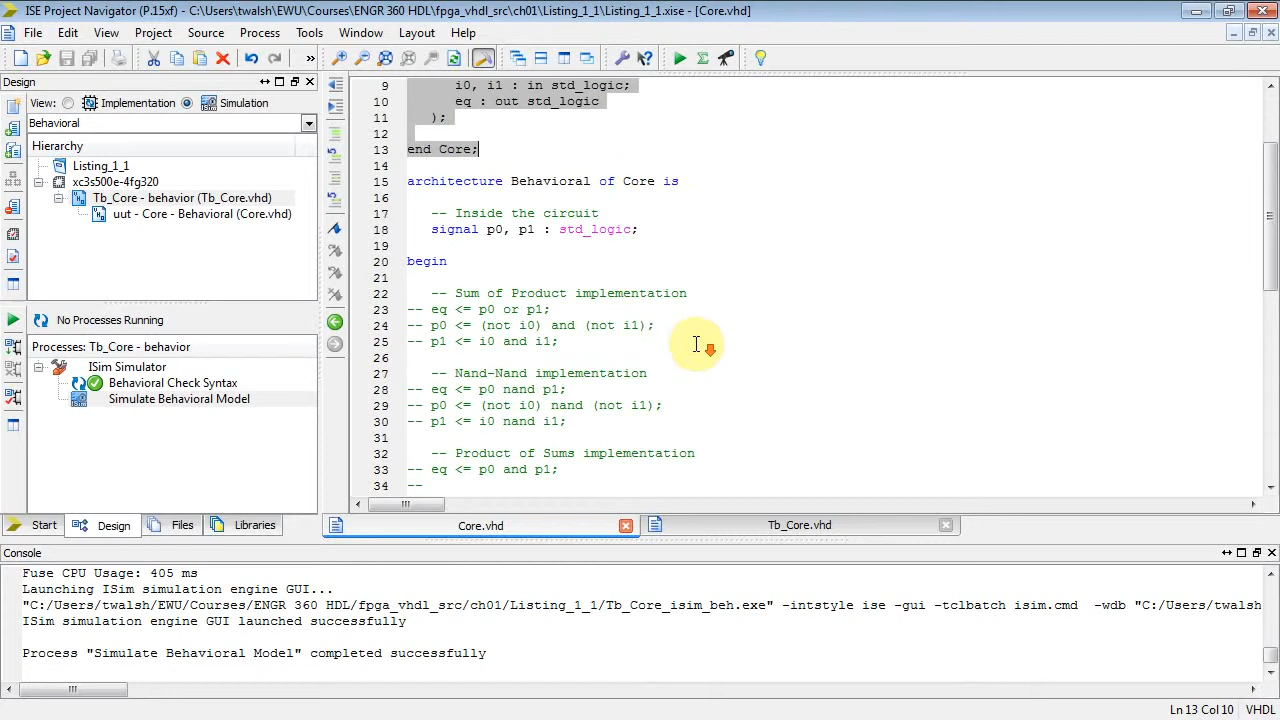 ISE Project Navigator (P.15xf) - C:\Users\twalsh\EWU\Courses\ENGR 360 HDL\fpga_vhdl_src\ch01\Listing_1_1\Listing_1_1.xise - [Core.vhd]
File Edit View Project Source Process Tools Window Layout Help
Design
View: Implementation Simulation
Behavioral
Hierarchy
Listing_1_1
xc3s500e-4fg320
Tb_Core - behavior (Tb_Core.vhd)
uut - Core - Behavioral (Core.vhd)
No Processes Running
Processes: Tb_Core - behavior
ISim Simulator
Behavioral Check Syntax
Simulate Behavioral Model
Start Design Files Libraries
9 i0, i1 : in std_logic;
10 eq : out std_logic
11 );
12
13 end Core;
14
15 architecture Behavioral of Core is
16
17 -- Inside the circuit
18 signal p0, p1 : std_logic;
19
20 begin
21
22 -- Sum of Product implementation
23 -- eq <= p0 or p1;
24 -- p0 <= (not i0) and (not i1);
25 -- p1 <= i0 and i1;
26
27 -- Nand-Nand implementation
28 -- eq <= p0 nand p1;
29 -- p0 <= (not i0) nand (not i1);
30 -- p1 <= i0 nand i1;
31
32 -- Product of Sums implementation
33 -- eq <= p0 and p1;
34 --
Core.vhd Tb_Core.vhd
Console
Fuse CPU Usage: 405 ms
Launching ISim simulation engine GUI...
"C:/Users/twalsh/EWU/Courses/ENGR 360 HDL/fpga_vhdl_src/ch01/Listing_1_1/Tb_Core_isim_beh.exe" -intstyle ise -gui -tclbatch isim.cmd -wdb "C:/Users/twalsh
ISim simulation engine GUI launched successfully
Process "Simulate Behavioral Model" completed successfully
Ln 13 Col 10 VHDL